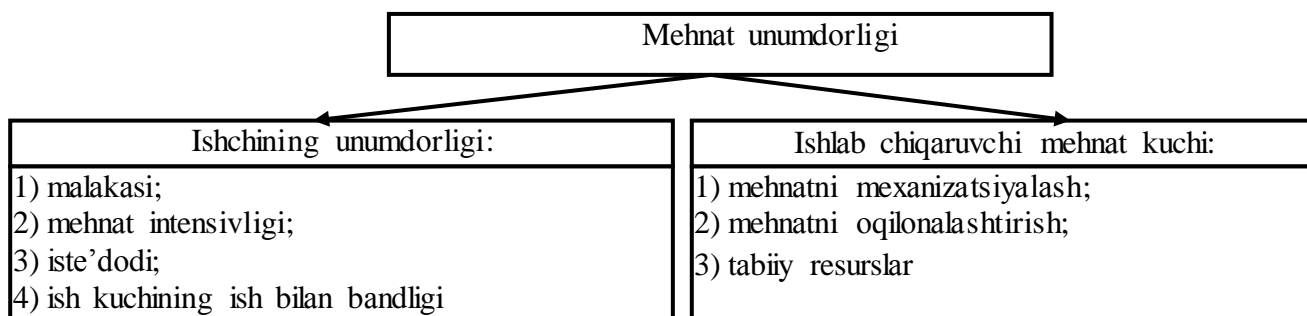 Mehnat unumdorligi
Ishchining unumdorligi:
1) malakasi;
2) mehnat intensivligi;
3) iste’dodi;
4) ish kuchining ish bilan bandligi
Ishlab chiqaruvchi mehnat kuchi:
1) mehnatni mexanizatsiyalash;
2) mehnatni oqilonalashtirish;
3) tabiiy resurslar